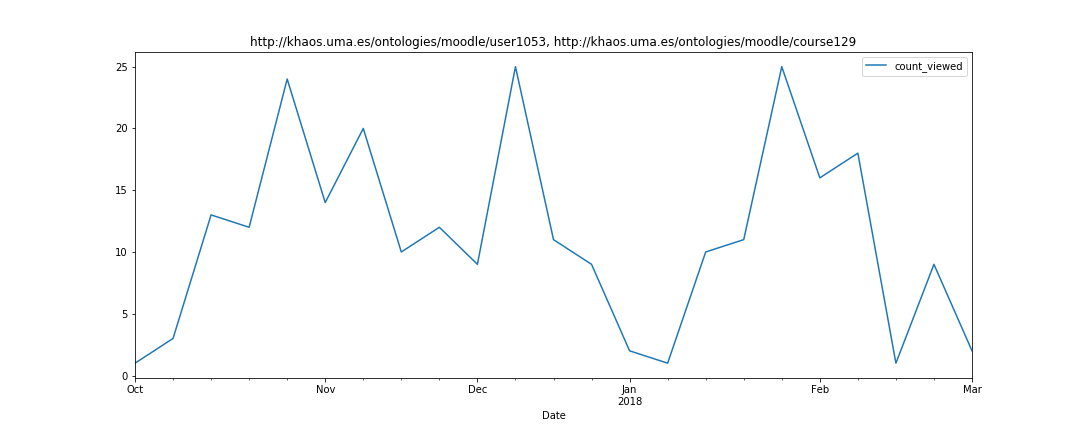 http://khaos.uma.es/ontologies/moodle/user1053, http://khaos.uma.es/ontologies/moodle/course129
count_viewed
25
20
15
10
5
0
Oct Nov Dec Jan Feb Mar
2018
Date